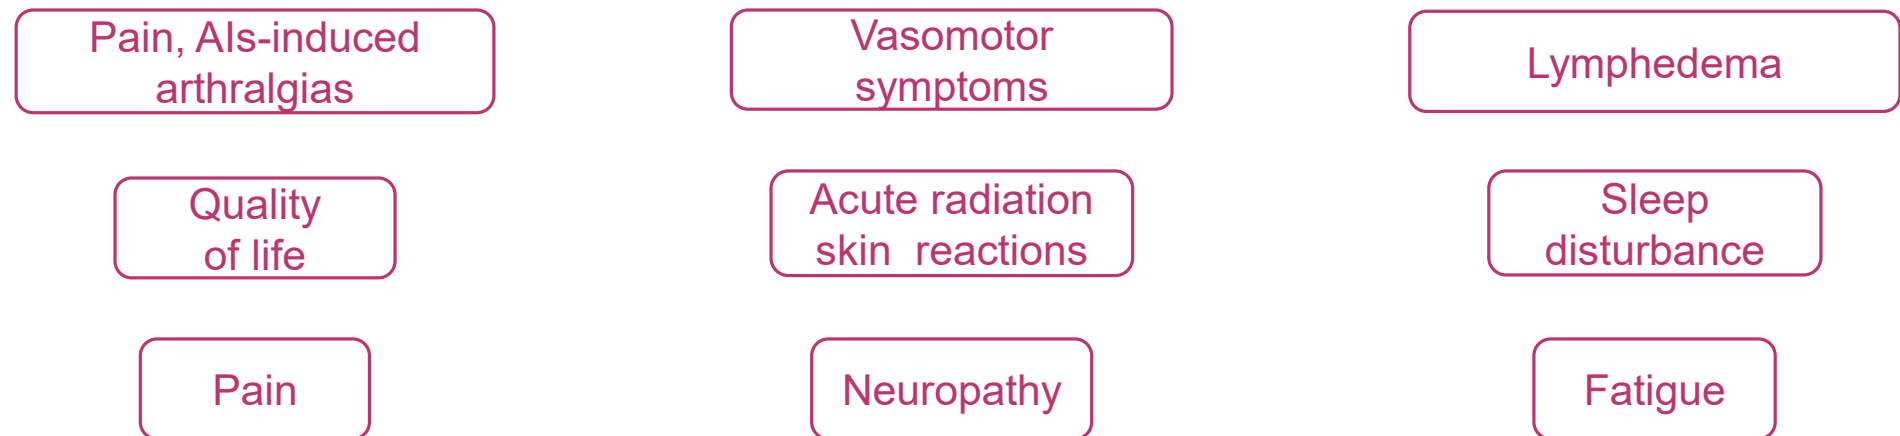 Pain, AIs-induced
arthralgias
Vasomotor
symptoms
Lymphedema
Quality
of life
Acute radiation
skin  reactions
Sleep
disturbance
Pain
Neuropathy
Fatigue